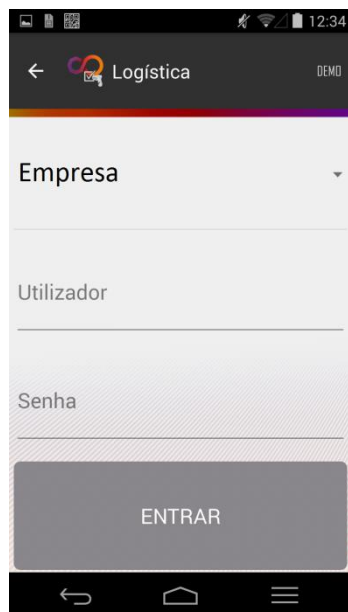 12:34
Logística
DEMO
Empresa
Utilizador
Senha
ENTRAR